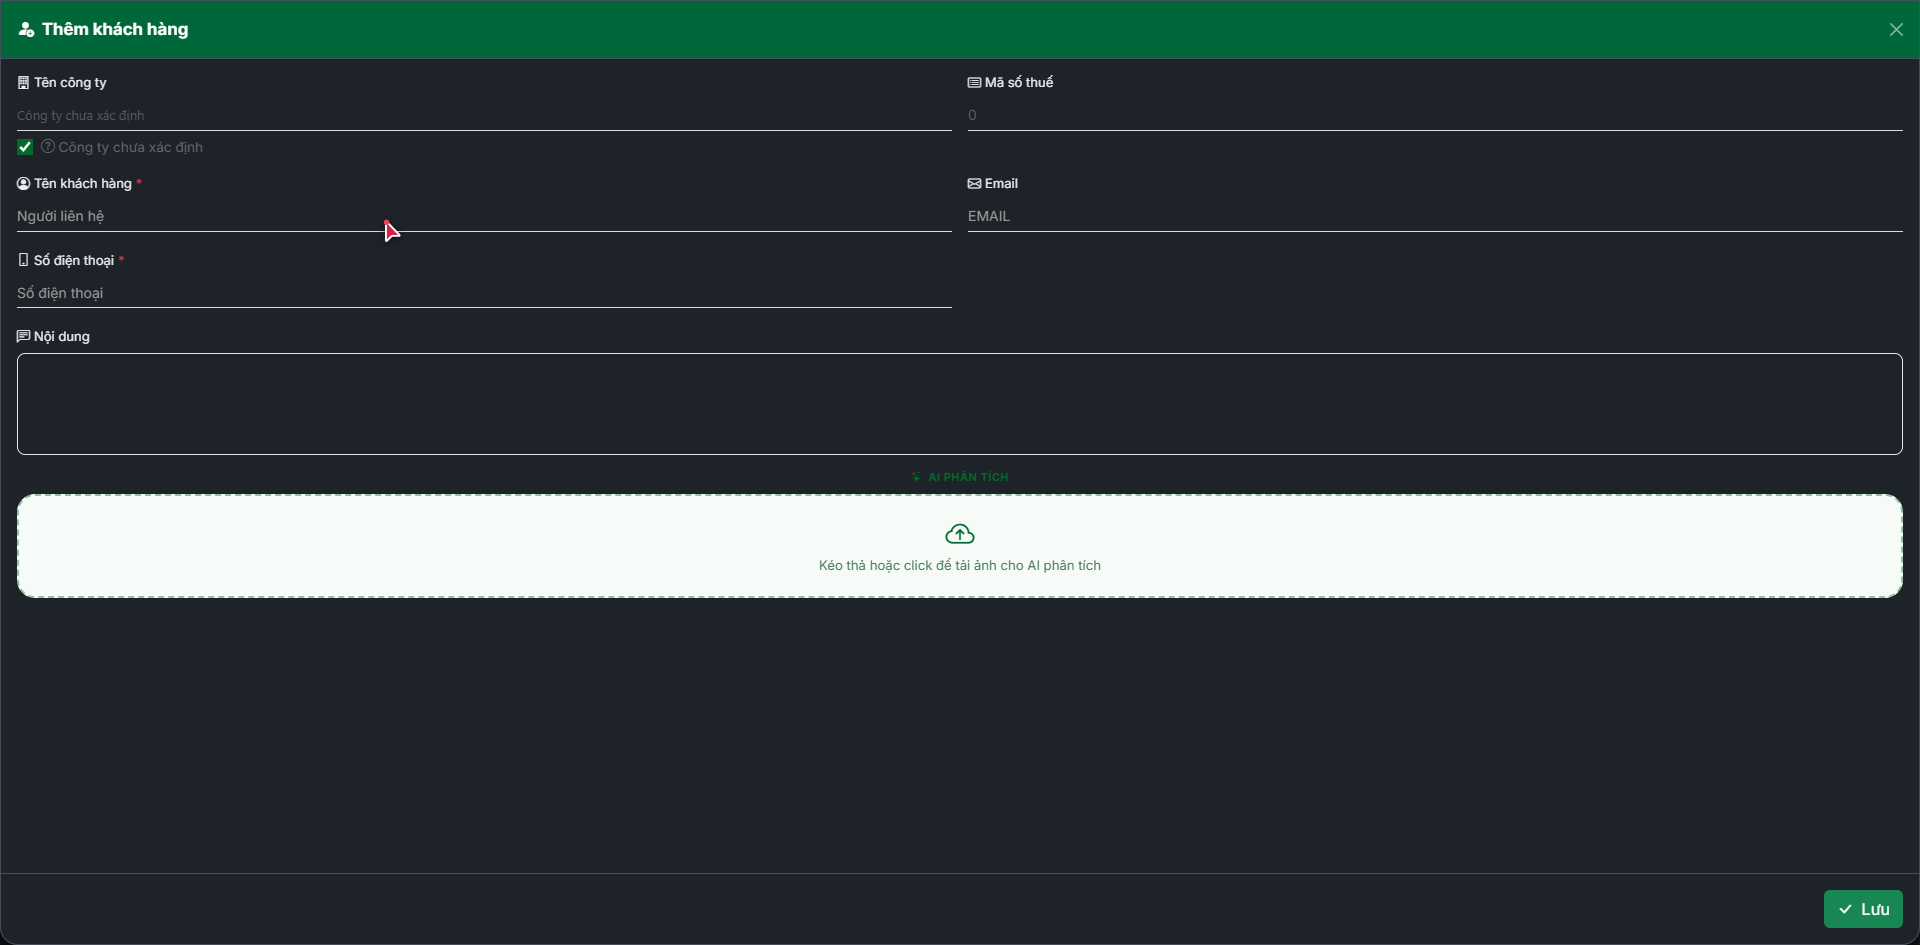 Thêm khách hàng
Tên công ty
Mã số thuế
Công ty chưa xác định
0
Công ty chưa xác định
Tên khách hàng *
Email
Người liên hệ
EMAIL
Số điện thoại *
Số điện thoại
Nội dung
AI PHÂN TÍCH
Kéo thả hoặc click để tải ảnh cho AI phân tích
Lưu